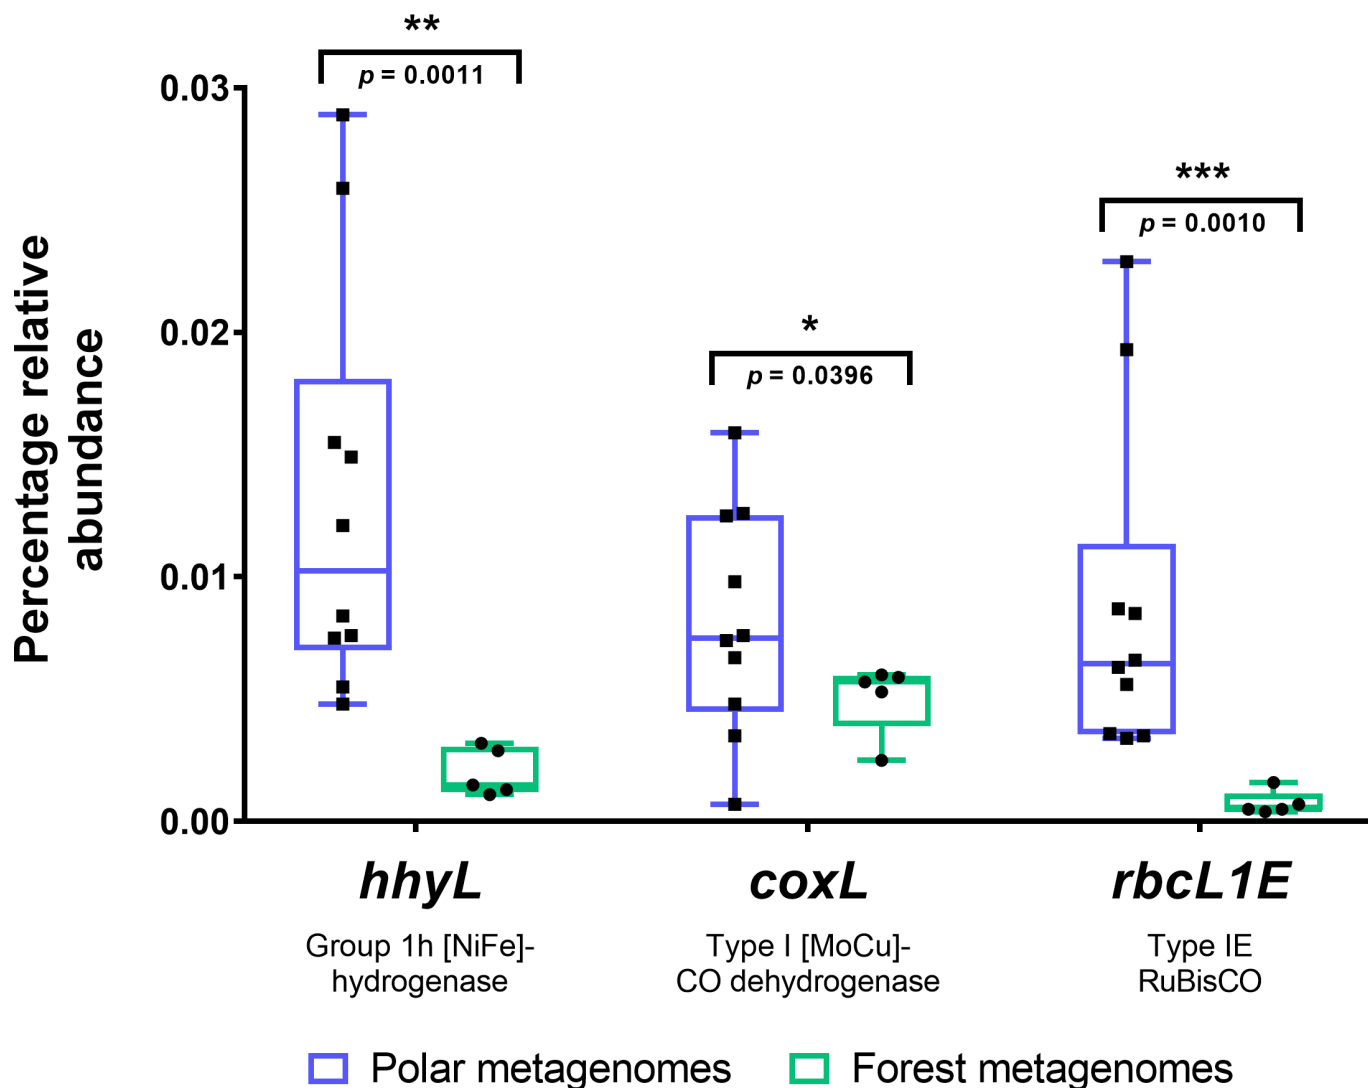 **
p = 0.0011
0.03
***
p = 0.0010
0.02
*
p = 0.0396
0.01
0.00
Percentage relative
abundance
hhyL
coxL
rbcL1E
Group 1h [NiFe]-
hydrogenase
Type I [MoCu]-
CO dehydrogenase
Type IE
RuBisCO
Polar metagenomes
Forest metagenomes